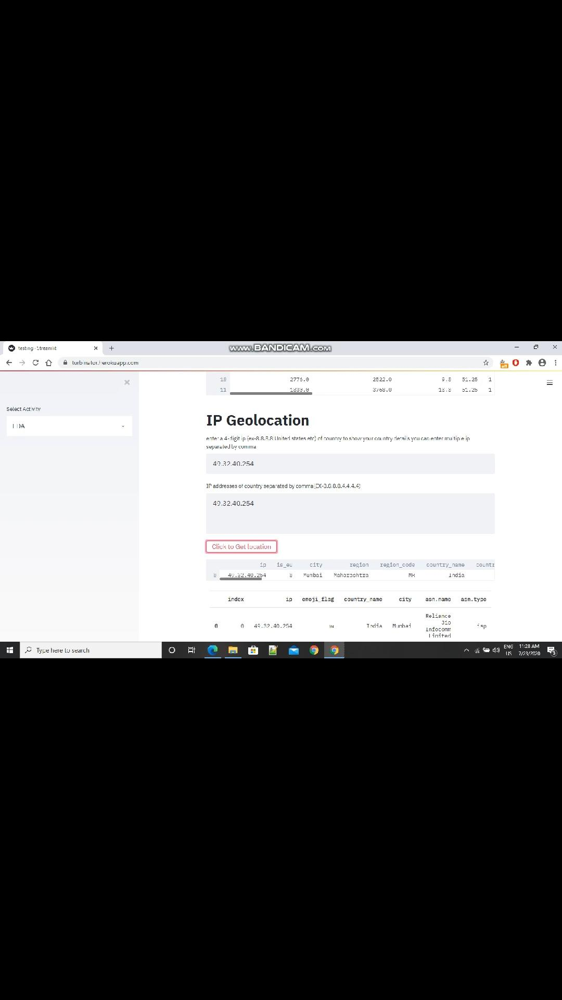 testing · Streamlit
www.BANDICAM.com
turbinator.herokuapp.com
off
10 2776.0 2522.0 9.0 51.25 1
11 1830.0 3768.0 10.0 51.25 1
Select Activity
EDA
IP Geolocation
enter a 4-digit ip (ex-8.8.8.8:United states etc) of country to show your country details you can enter multiple ip
separated by comma
49.32.40.254
IP addresses of country separated by comma(EX-8.8.8.8,4.4.4.4)
49.32.40.254
Click to Get location
ip is_eu city region region_code country_name countr
0 49.32.40.254 0 Mumbai Maharashtra MH India
index ip emoji_flag country_name city asn.name asn.type
0 0 49.32.40.254 IN India Mumbai Reliance isp
Jio
Infocomm
Limited
Type here to search
ENG 11:28 AM
US 7/23/2020
3